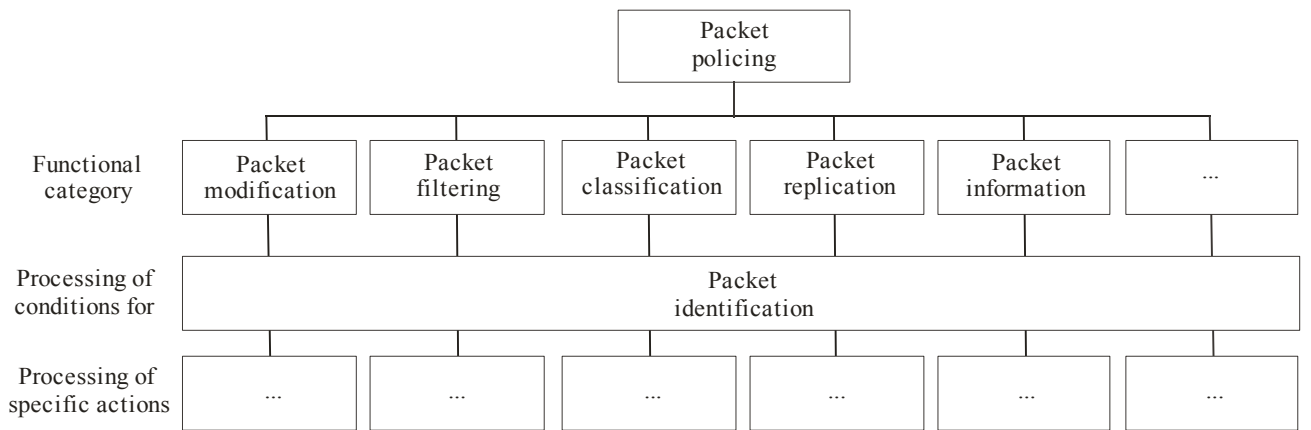 Packet
policing
Functional
category
Packet
modification
Packet
filtering
Packet
classification
Packet
replication
Packet
information
...
Processing of
conditions for
Packet
identification
Processing of
specific actions
...
...
...
...
...
...